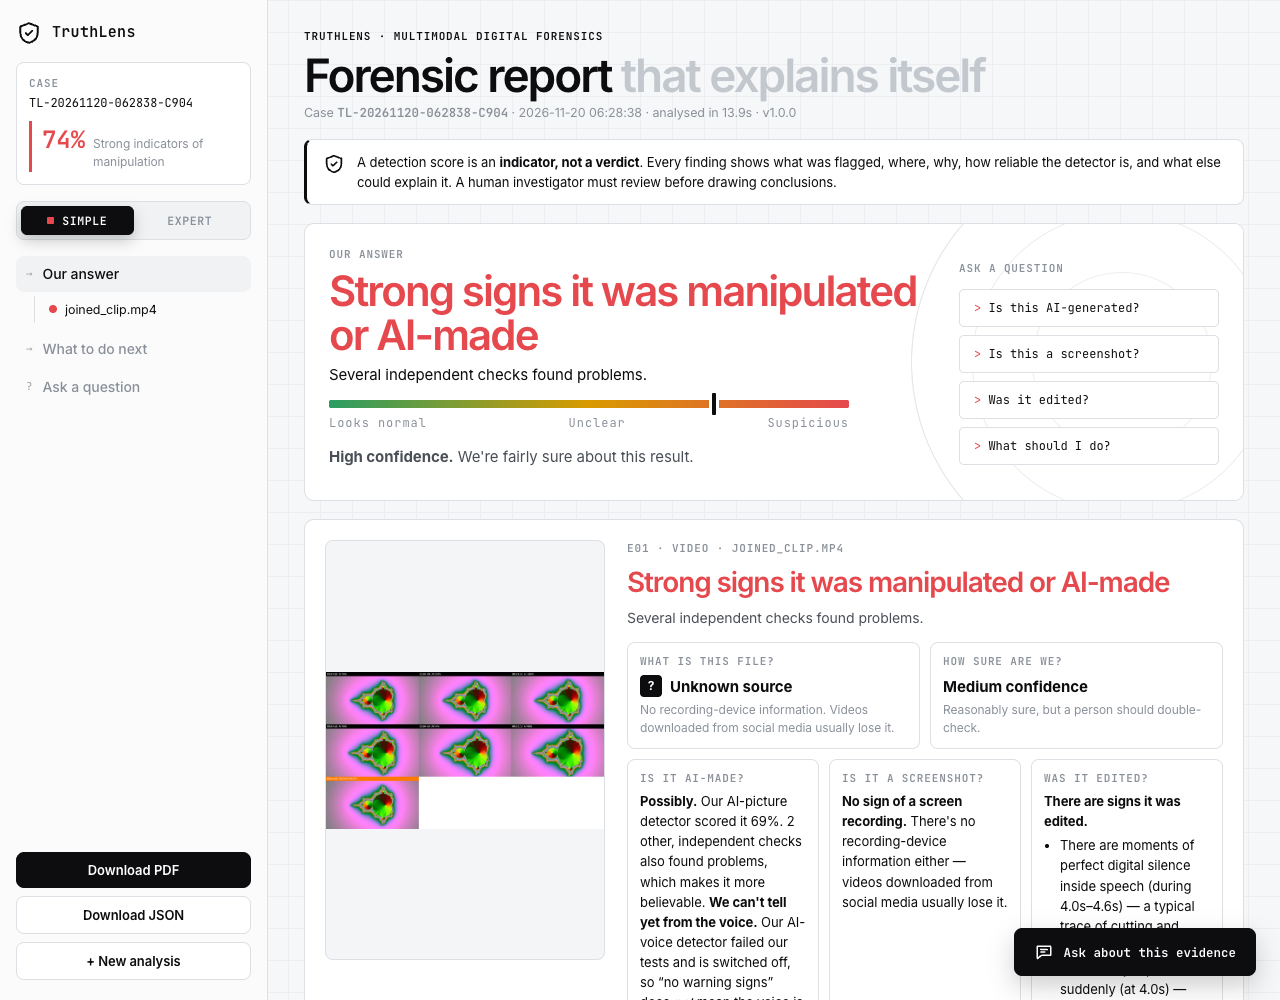 TruthLens
CASE
TL-20261120-062838-C904
74% Strong indicators of
manipulation
SIMPLE EXPERT
→ Our answer
joined_clip.mp4
→ What to do next
? Ask a question
Download PDF
Download JSON
+ New analysis
TRUTHLENS · MULTIMODAL DIGITAL FORENSICS
Forensic report that explains itself
Case TL-20261120-062838-C904 · 2026-11-20 06:28:38 · analysed in 13.9s · v1.0.0
A detection score is an indicator, not a verdict. Every finding shows what was flagged, where, why, how reliable the detector is, and what else
could explain it. A human investigator must review before drawing conclusions.
OUR ANSWER
Strong signs it was manipulated
or AI-made
Several independent checks found problems.
Looks normal Unclear Suspicious
High confidence. We're fairly sure about this result.
ASK A QUESTION
> Is this AI-generated?
> Is this a screenshot?
> Was it edited?
> What should I do?
E01 · VIDEO · JOINED_CLIP.MP4
Strong signs it was manipulated or AI-made
Several independent checks found problems.
WHAT IS THIS FILE?
? Unknown source
No recording-device information. Videos
downloaded from social media usually lose it.
HOW SURE ARE WE?
Medium confidence
Reasonably sure, but a person should double-
check.
IS IT AI-MADE?
Possibly. Our AI-picture
detector scored it 69%. 2
other, independent checks
also found problems,
which makes it more
believable. We can't tell
yet from the voice. Our AI-
voice detector failed our
tests and is switched off,
so “no warning signs”
IS IT A SCREENSHOT?
No sign of a screen
recording. There's no
recording-device
information either —
videos downloaded from
social media usually lose it.
WAS IT EDITED?
There are signs it was
edited.
• There are moments of
perfect digital silence
inside speech (during
4.0s–4.6s) — a typical
trace of cutting and
suddenly (at 4.0s) —
Ask about this evidence